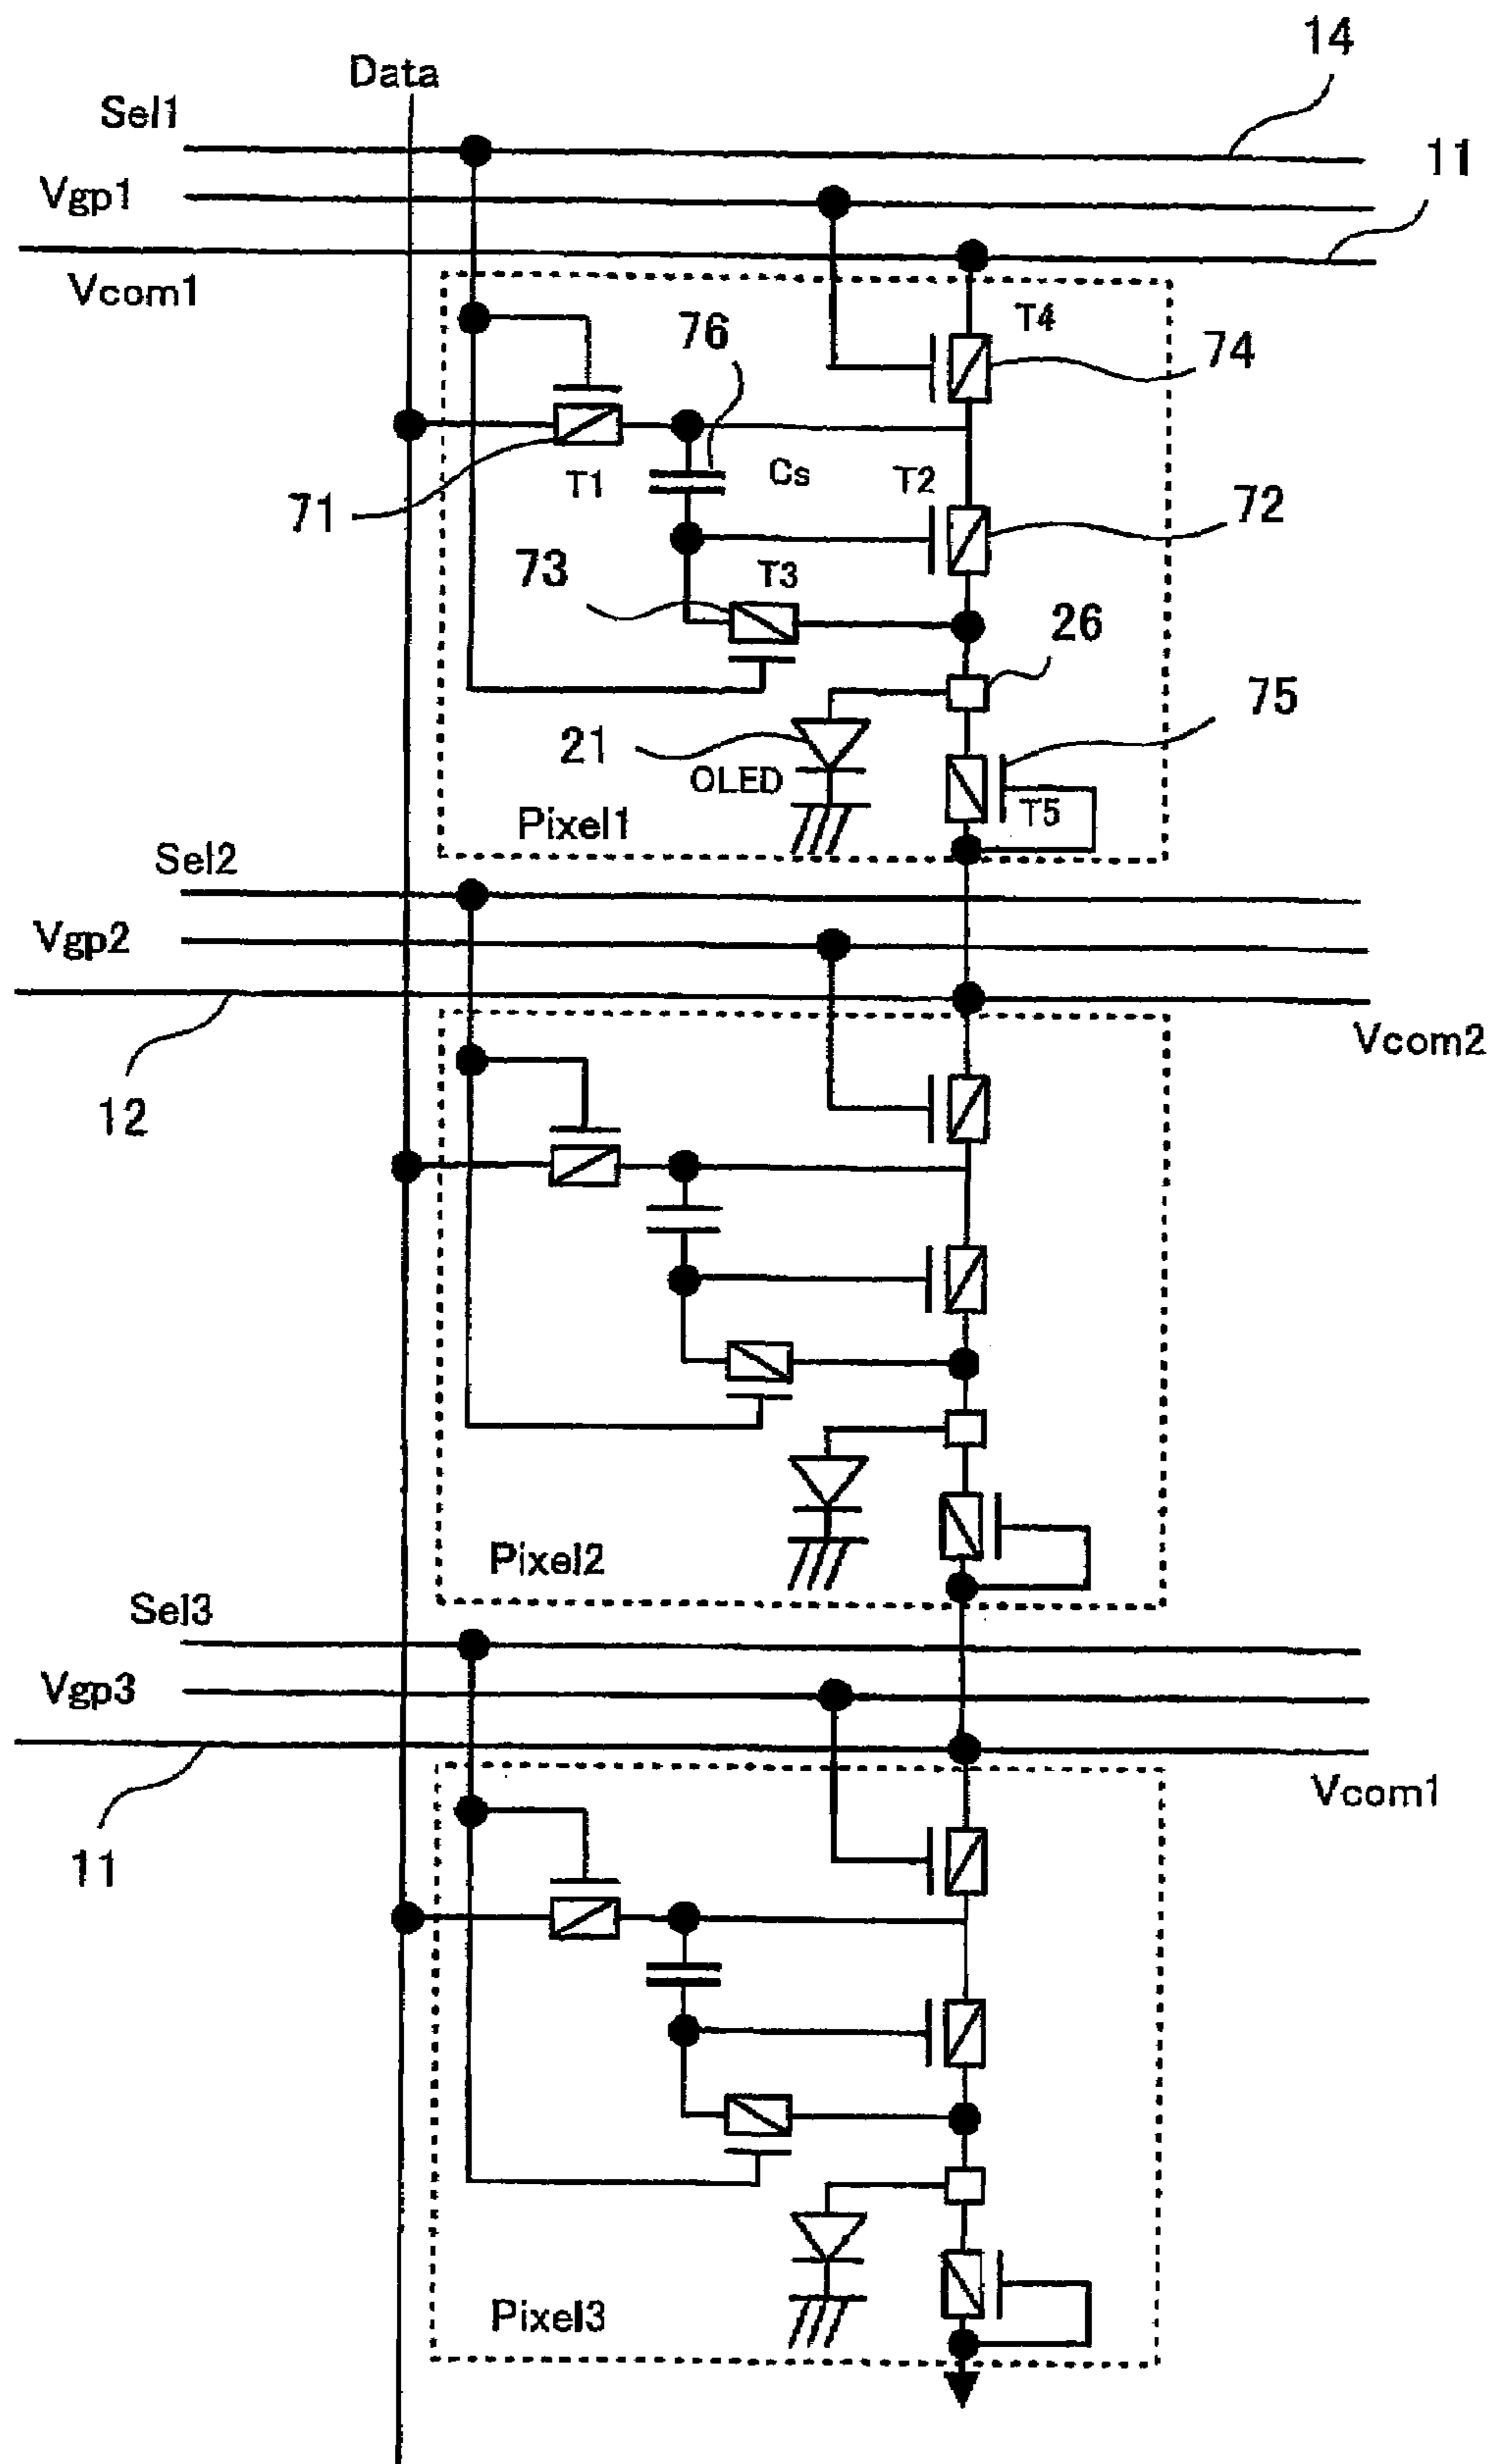 14
Data
Sel1
11
Vgp1
Vcom1
T4
76
74
Cs
T2
T1
71
72
73
T3
26
75
21
OLED
T5
Pixel1
Sel2
Vgp2
Vcom2
12
Pixel2
Sel3
Vgp3
Vcom1
11
Pixel3